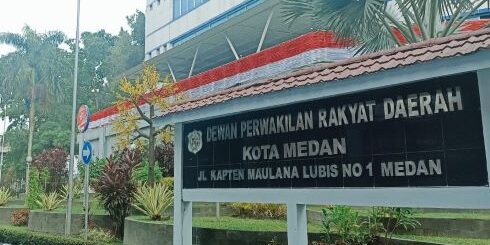 DEWAN PERWAKILAN RAKYAT DAERAH
KOTA MEDAN
JL KAPTEN MAULANA LUBIS NO 1 MEDAN